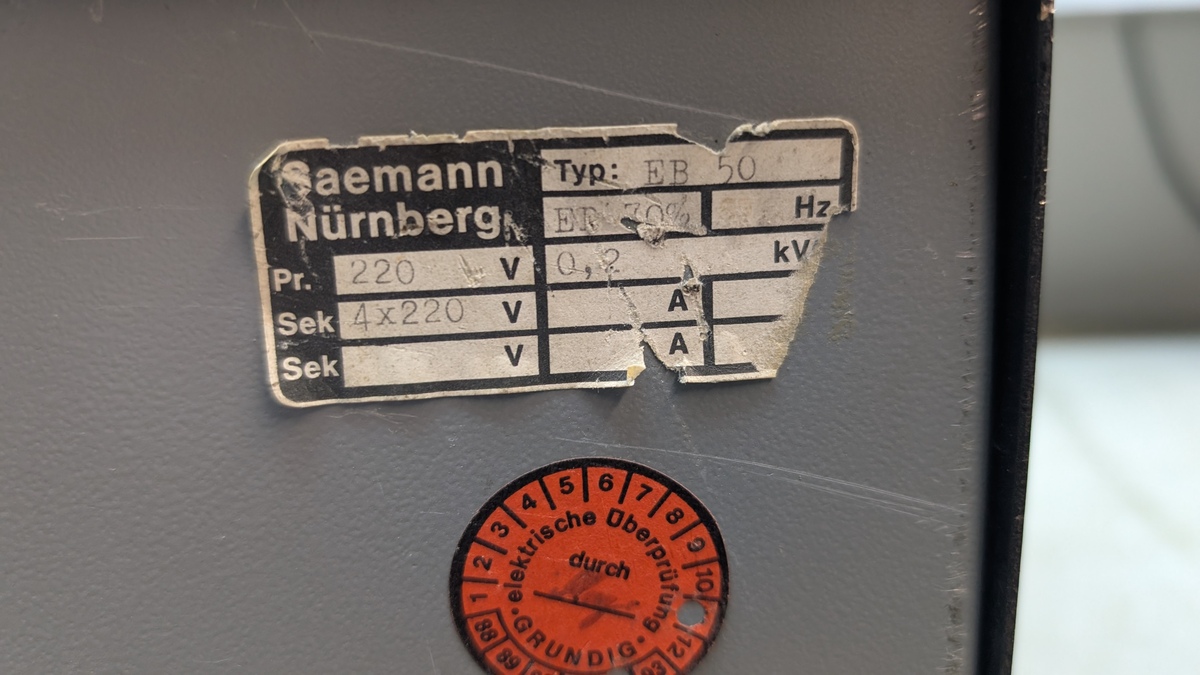 Saemann
Nürnberg
Typ: EB 50
ED 30% Hz
Pr. 220 V 0,2 kV
Sek 4x220 V A
Sek V A
1 2 3 4 5 6 7 8 9 10 12
elektrische Überprüfung
durch
GRUNDIG
88 89 93